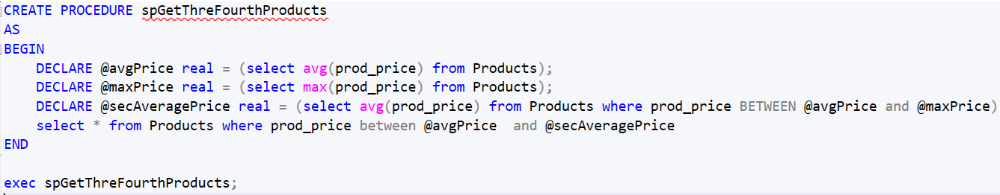 CREATE PROCEDURE spGetThreFourthProducts
AS
BEGIN
    DECLARE @avgPrice real = (select avg(prod_price) from Products);
    DECLARE @maxPrice real = (select max(prod_price) from Products);
    DECLARE @secAveragePrice real = (select avg(prod_price) from Products where prod_price BETWEEN @avgPrice and @maxPrice)
    select * from Products where prod_price between @avgPrice  and @secAveragePrice
END
exec spGetThreFourthProducts;